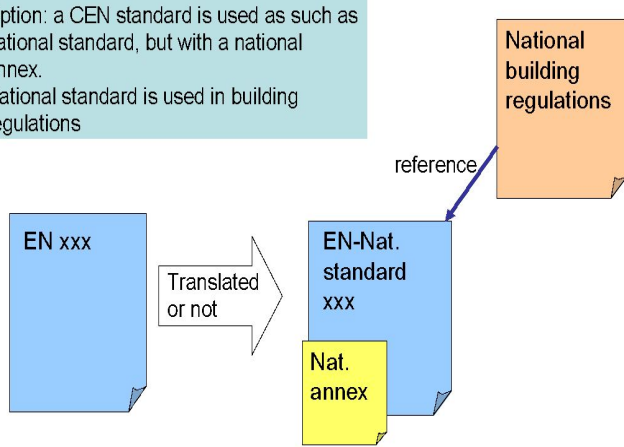 ption: a CEN standard is used as such as
ational standard, but with a national
nnex.
ational standard is used in building
egulations
National
building
regulations
reference
EN xxx
Translated
or not
EN-Nat.
standard
xxx
Nat.
annex